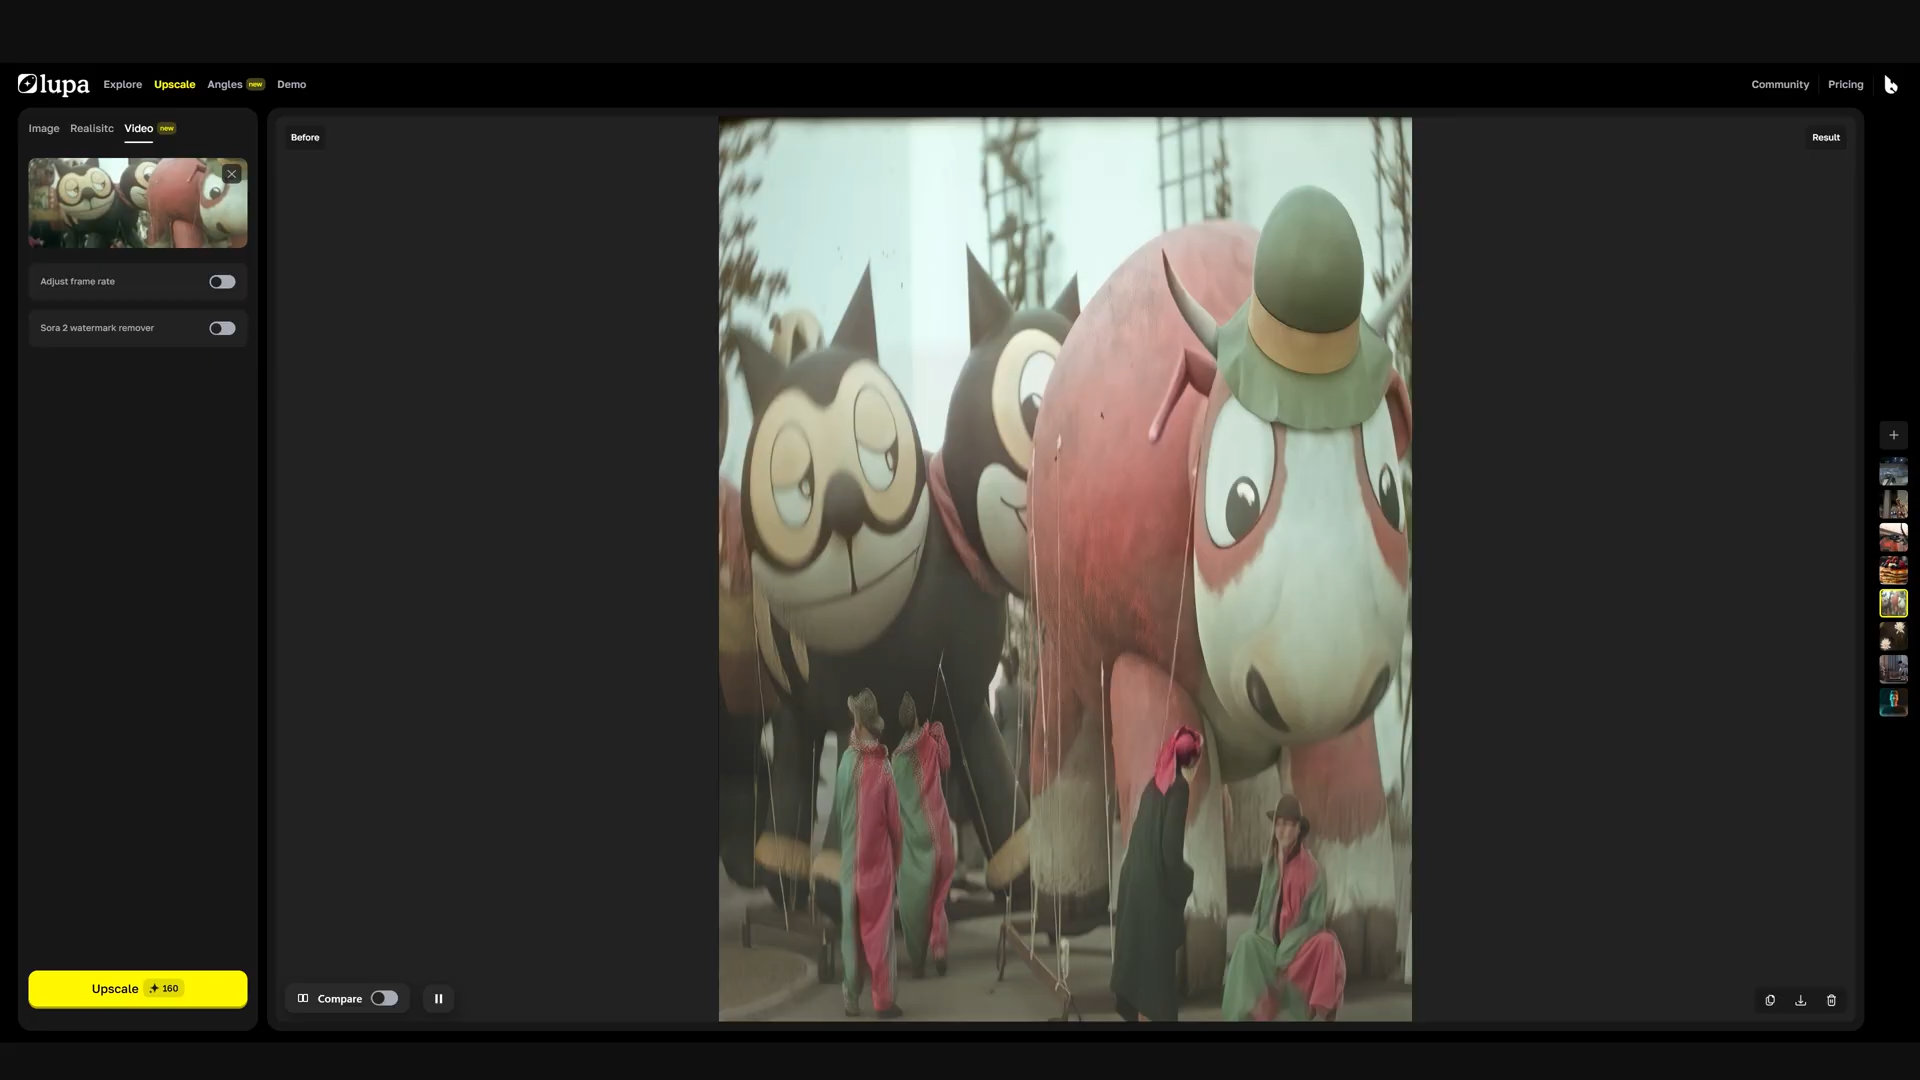 lupa
Explore
Upscale
Angles new
Demo
Community
Pricing
Image
Realisitc
Video new
Adjust frame rate
Sora 2 watermark remover
Upscale 160
Before
Result
Compare